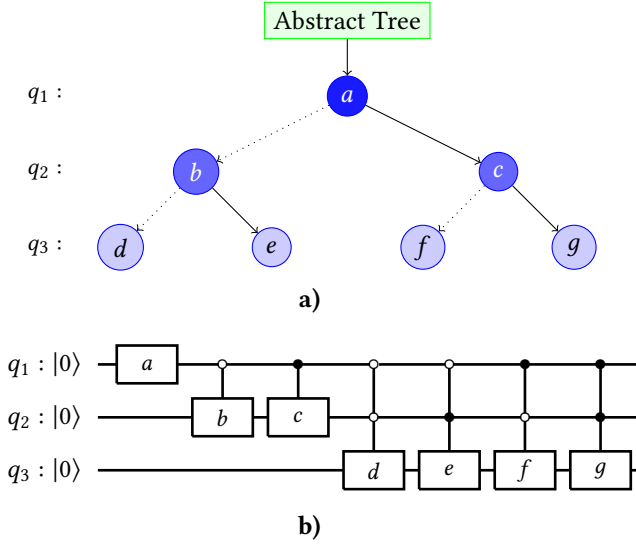 Abstract Tree
q₁ : a
q₂ : b c
q₃ : d e f g
a)
q₁ : |0⟩ a
q₂ : |0⟩ b c
q₃ : |0⟩ d e f g
b)